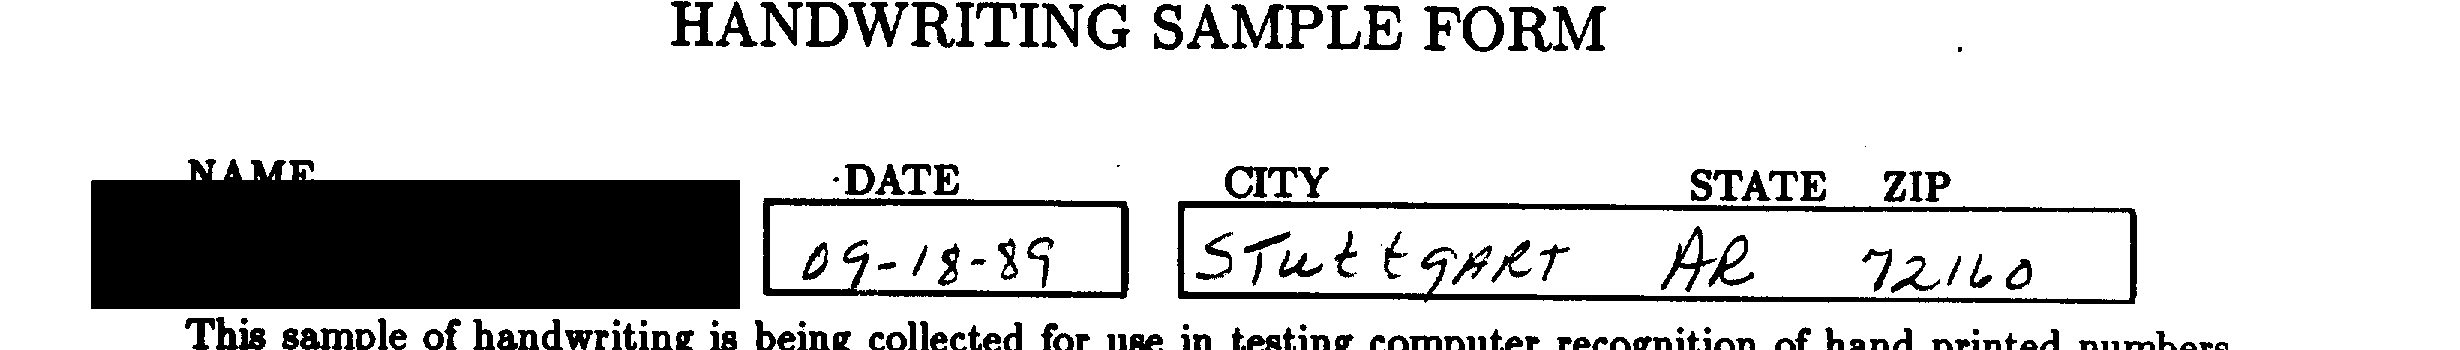 HANDWRITING SAMPLE FORM
NAME DATE CITY STATE ZIP
09-18-89 STuttgART AR 72160
This sample of handwriting is being collected for use in testing computer recognition of hand printed numbers